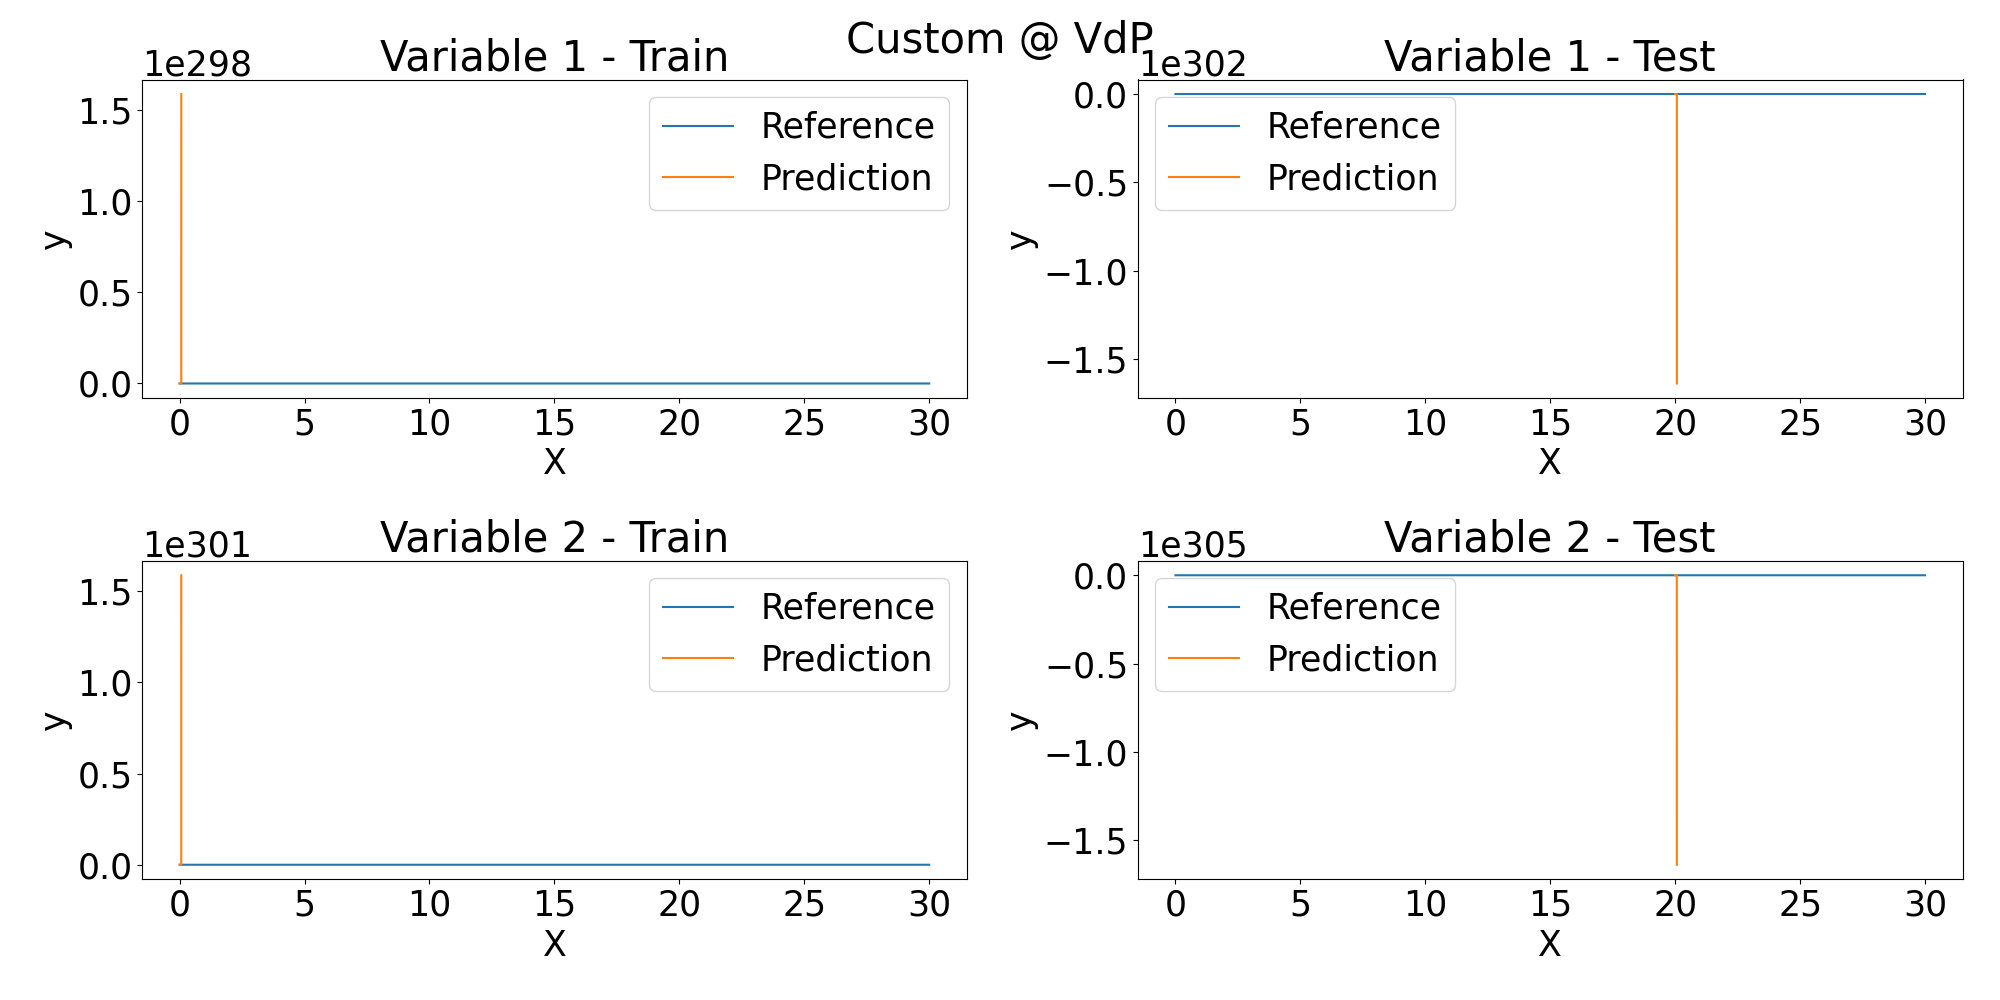 Custom @ VdP
Variable 1 - Train
1e298
1.5
1.0
0.5
0.0
y
Reference
Prediction
0 5 10 15 20 25 30
X
Variable 1 - Test
1e302
0.0
−0.5
−1.0
−1.5
y
Reference
Prediction
0 5 10 15 20 25 30
X
Variable 2 - Train
1e301
1.5
1.0
0.5
0.0
y
Reference
Prediction
0 5 10 15 20 25 30
X
Variable 2 - Test
1e305
0.0
−0.5
−1.0
−1.5
y
Reference
Prediction
0 5 10 15 20 25 30
X